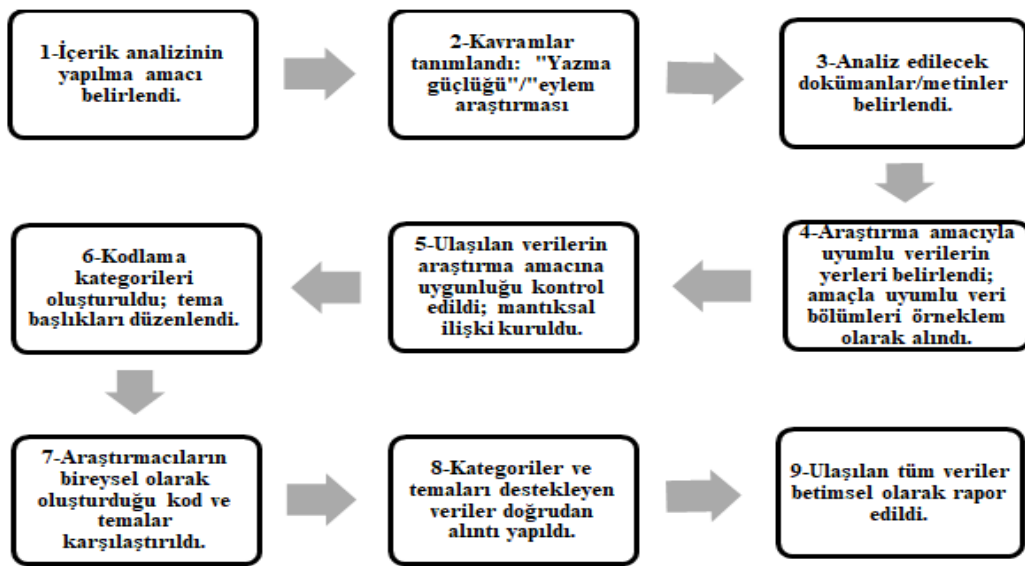 1-İçerik analizinin
yapılma amacı
belirlendi.
2-Kavramlar
tanımlandı: "Yazma
güçlüğü"/"eylem
araştırması
3-Analiz edilecek
dokümanlar/metinler
belirlendi.
4-Araştırma amacıyla
uyumlu verilerin
yerleri belirlendi;
amaçla uyumlu veri
bölümleri örneklem
olarak alındı.
5-Ulaşılan verilerin
araştırma amacına
uygunluğu kontrol
edildi; mantıksal
ilişki kuruldu.
6-Kodlama
kategorileri
oluşturuldu; tema
başlıkları düzenlendi.
7-Araştırmacıların
bireysel olarak
oluşturduğu kod ve
temalar
karşılaştırıldı.
8-Kategoriler ve
temaları destekleyen
veriler doğrudan
alıntı yapıldı.
9-Ulaşılan tüm veriler
betimsel olarak rapor
edildi.